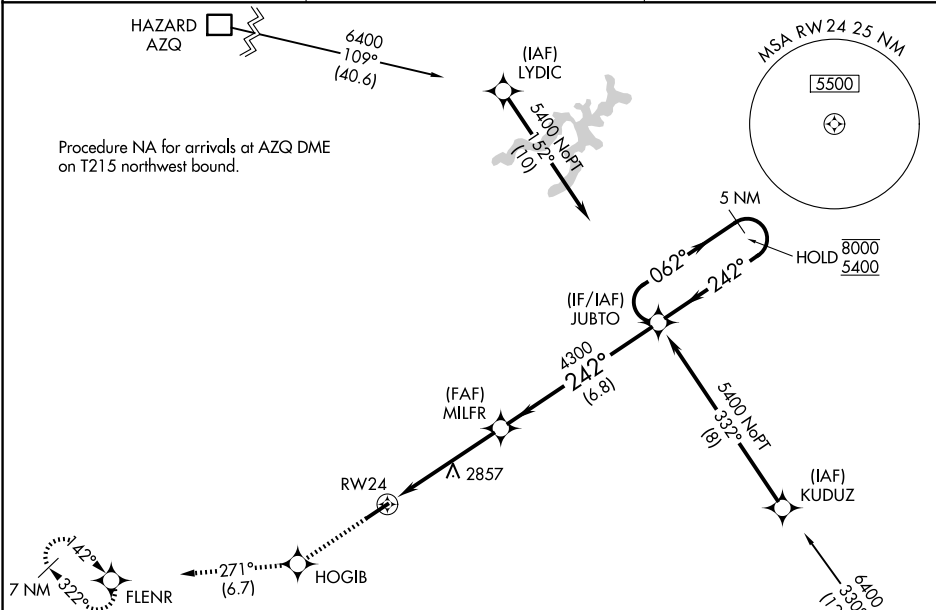 HAZARD
AZQ
6400
109°
(40.6)
(IAF)
LYDIC
5400 NoPT
152°
(10)
MSA RW24 25 NM
5500
Procedure NA for arrivals at AZQ DME
on T215 northwest bound.
5 NM
HOLD
8000
5400
062°
242°
(IF/IAF)
JUBTO
4300
242°
(6.8)
(FAF)
MILFR
5400 NoPT
332°
(8)
2857
RW24
(IAF)
KUDUZ
HOGIB
271°
(6.7)
142°
322°
7 NM
FLENR
6400
330°